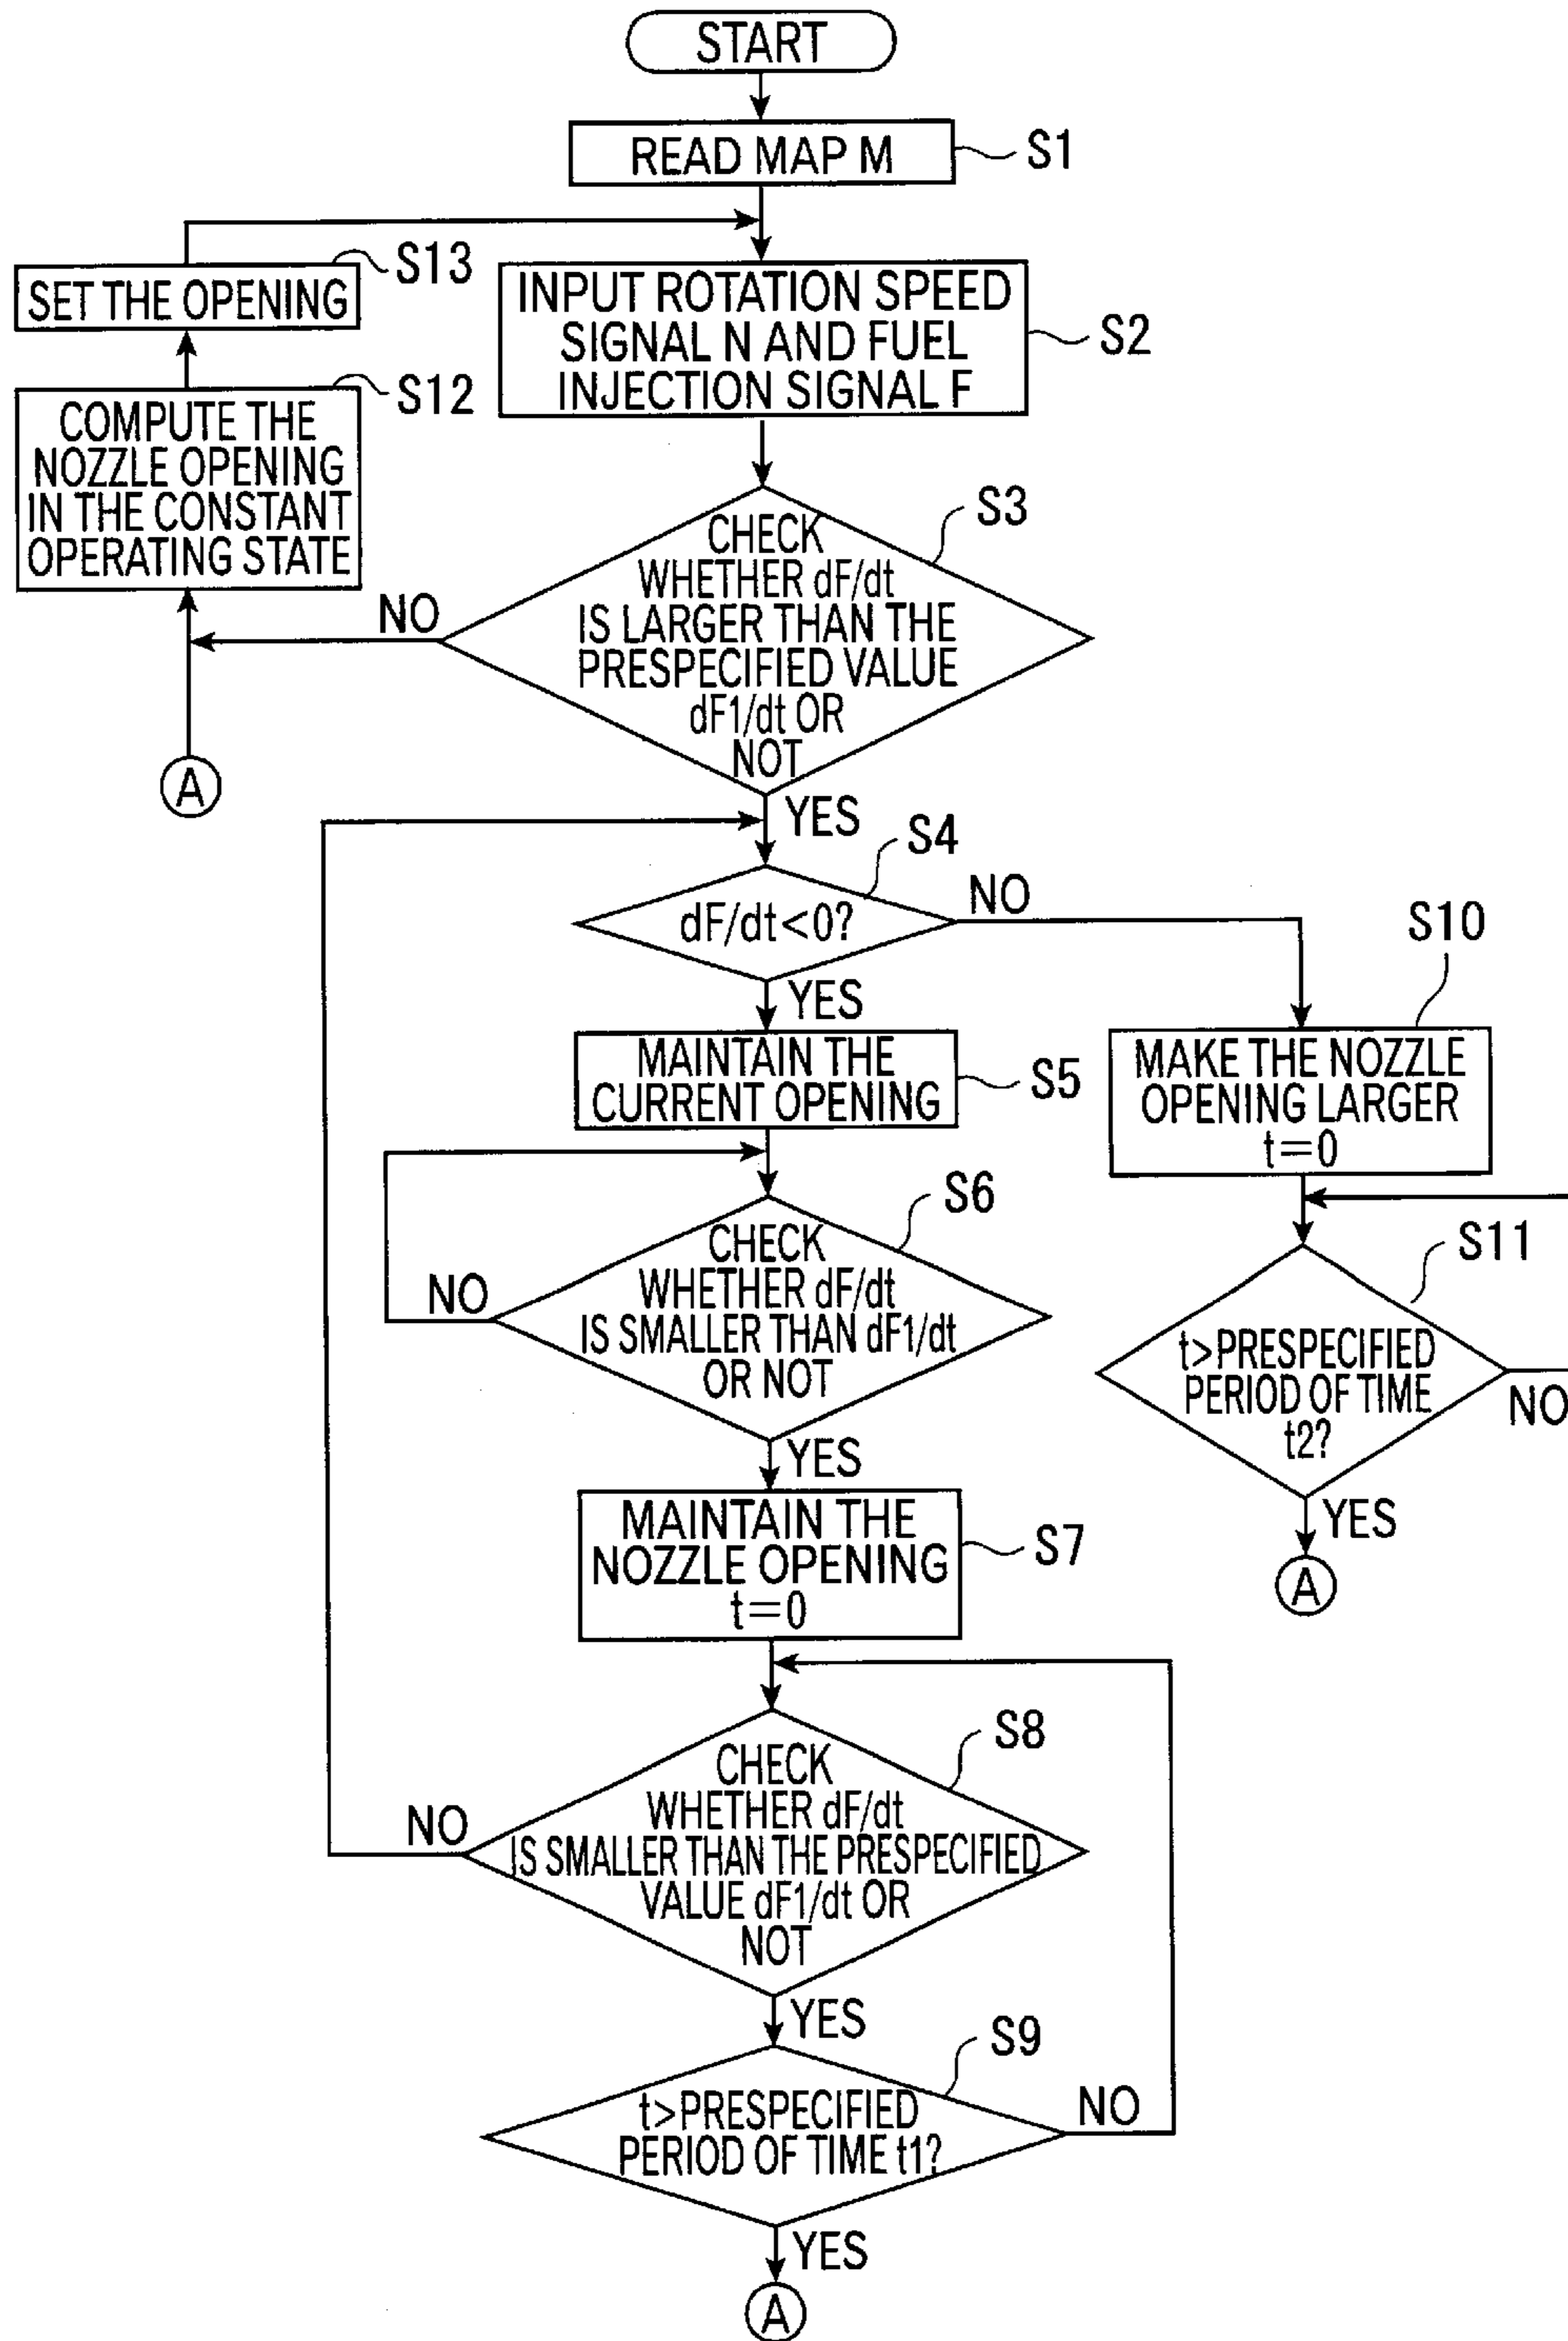 START
READ MAP M
S1
SET THE OPENING
S13
INPUT ROTATION SPEED
SIGNAL N AND FUEL
INJECTION SIGNAL F
S2
COMPUTE THE
NOZZLE OPENING
IN THE CONSTANT
OPERATING STATE
S12
CHECK
WHETHER dF/dt
IS LARGER THAN THE
PRESPECIFIED VALUE
dF1/dt OR
NOT
S3
NO
A
YES
dF/dt<0?
S4
NO
YES
MAINTAIN THE
CURRENT OPENING
S5
MAKE THE NOZZLE
OPENING LARGER
t=0
S10
CHECK
WHETHER dF/dt
IS SMALLER THAN dF1/dt
OR NOT
S6
NO
YES
t>PRESPECIFIED
PERIOD OF TIME
t2?
S11
NO
YES
A
MAINTAIN THE
NOZZLE OPENING
t=0
S7
CHECK
WHETHER dF/dt
IS SMALLER THAN THE PRESPECIFIED
VALUE dF1/dt OR
NOT
S8
NO
YES
t>PRESPECIFIED
PERIOD OF TIME t1?
S9
NO
YES
A